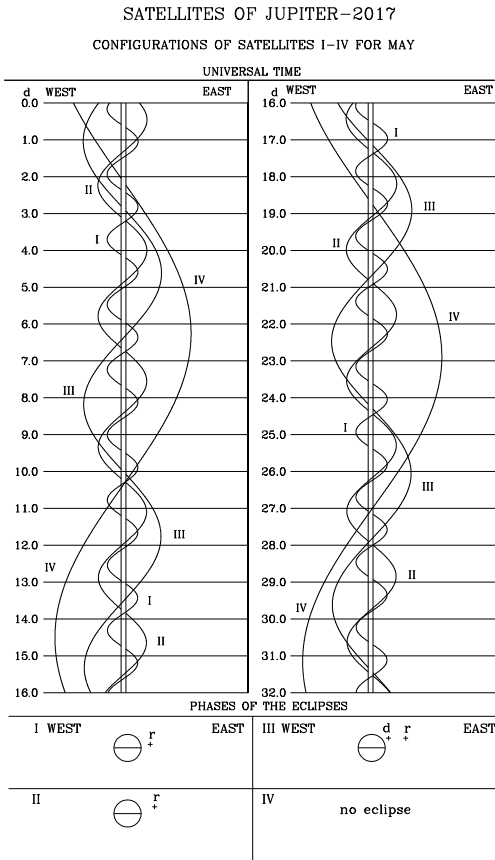 SATELLITES OF JUPITER-2017
CONFIGURATIONS OF SATELLITES I-IV FOR MAY
UNIVERSAL TIME
d WEST EAST
0.0
1.0
2.0
II
3.0
I
4.0
5.0
IV
6.0
7.0
III
8.0
9.0
10.0
11.0
III
12.0
IV
13.0
I
14.0
II
15.0
16.0
d WEST EAST
16.0
I
17.0
18.0
III
19.0
II
20.0
21.0
IV
22.0
23.0
24.0
I
25.0
26.0
III
27.0
28.0
II
29.0
IV
30.0
31.0
32.0
PHASES OF THE ECLIPSES
I WEST r EAST
+
III WEST d r EAST
+ +
II r
+
IV
no eclipse